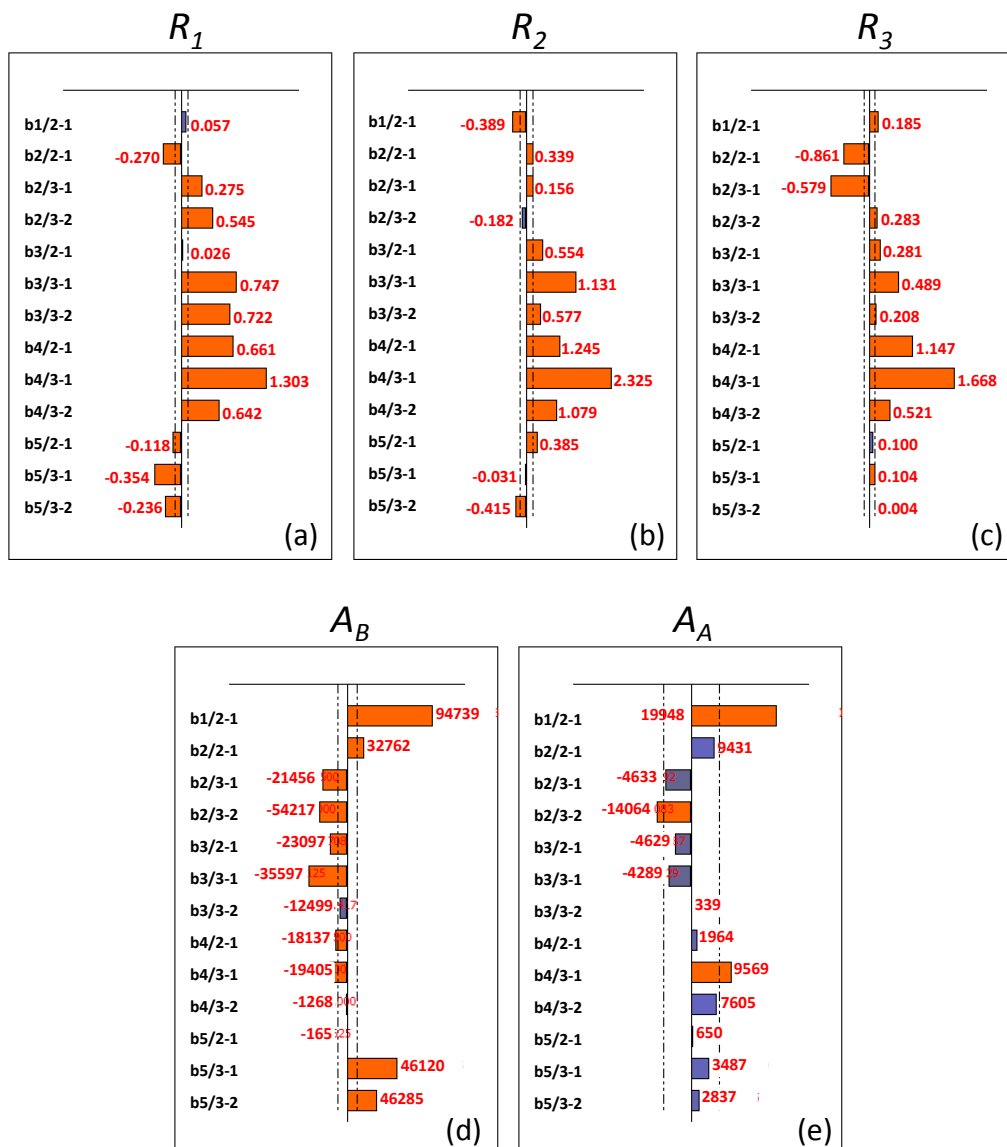 R1
R2
R3
b1/2-1 0.057
b2/2-1 -0.270
b2/3-1 0.275
b2/3-2 0.545
b3/2-1 0.026
b3/3-1 0.747
b3/3-2 0.722
b4/2-1 0.661
b4/3-1 1.303
b4/3-2 0.642
b5/2-1 -0.118
b5/3-1 -0.354
b5/3-2 -0.236
(a)
b1/2-1 -0.389
b2/2-1 0.339
b2/3-1 0.156
b2/3-2 -0.182
b3/2-1 0.554
b3/3-1 1.131
b3/3-2 0.577
b4/2-1 1.245
b4/3-1 2.325
b4/3-2 1.079
b5/2-1 0.385
b5/3-1 -0.031
b5/3-2 -0.415
(b)
b1/2-1 0.185
b2/2-1 -0.861
b2/3-1 -0.579
b2/3-2 0.283
b3/2-1 0.281
b3/3-1 0.489
b3/3-2 0.208
b4/2-1 1.147
b4/3-1 1.668
b4/3-2 0.521
b5/2-1 0.100
b5/3-1 0.104
b5/3-2 0.004
(c)
AB
AA
b1/2-1 94739
b2/2-1 32762
b2/3-1 -21456
b2/3-2 -54217
b3/2-1 -23097
b3/3-1 -35597
b3/3-2 -12499
b4/2-1 -18137
b4/3-1 -19405
b4/3-2 -1268
b5/2-1 -165
b5/3-1 46120
b5/3-2 46285
(d)
b1/2-1 19948
b2/2-1 9431
b2/3-1 -4633
b2/3-2 -14064
b3/2-1 -4629
b3/3-1 -4289
b3/3-2 339
b4/2-1 1964
b4/3-1 9569
b4/3-2 7605
b5/2-1 650
b5/3-1 3487
b5/3-2 2837
(e)